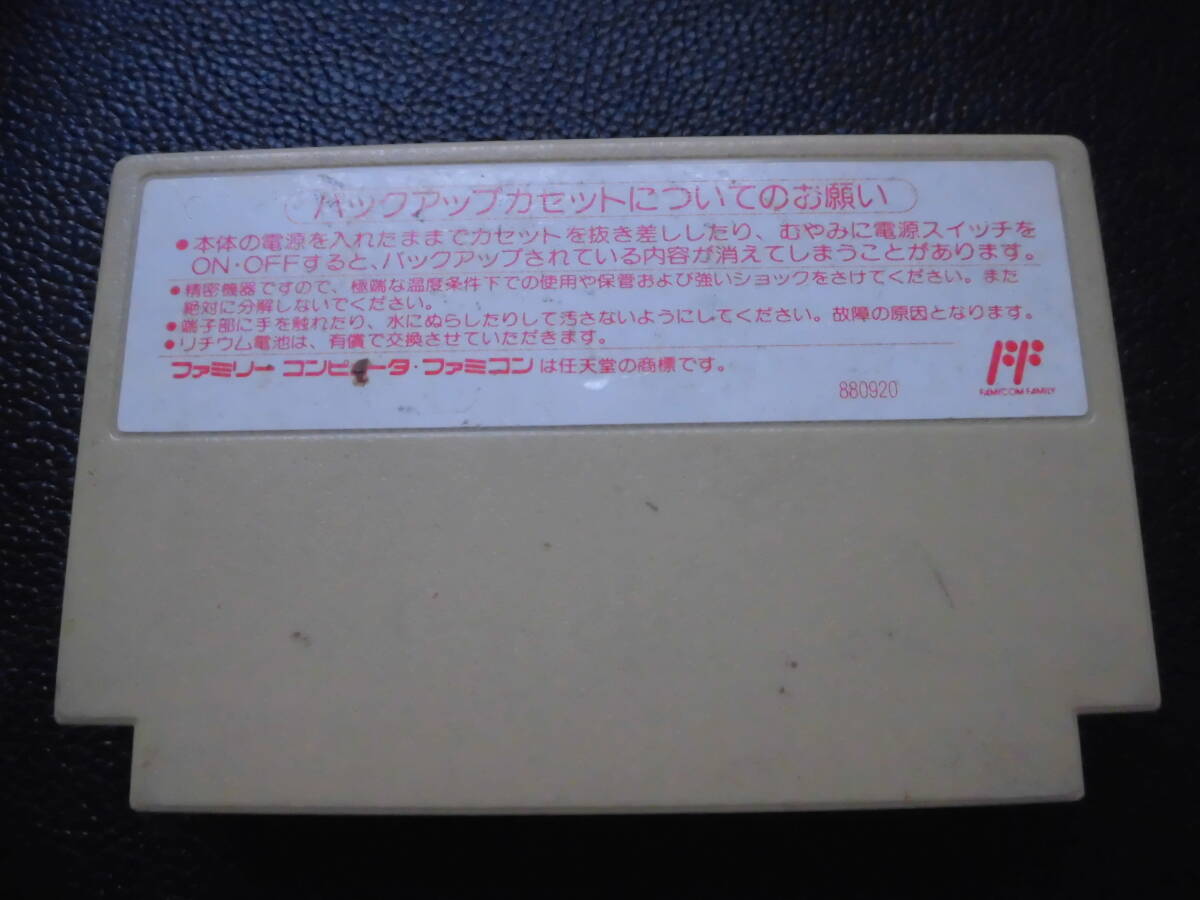 バックアップカセットについてのお願い
●本体の電源を入れたままでカセットを抜き差ししたり、むやみに電源スイッチを
ON・OFFすると、バックアップされている内容が消えてしまうことがあります。
●精密機器ですので、極端な温度条件下での使用や保管および強いショックをさけてください。また
絶対に分解しないでください。
●端子部に手を触れたり、水にぬらしたりして汚さないようにしてください。故障の原因となります。
●リチウム電池は、有償で交換させていただきます。
ファミリー コンピュータ・ファミコンは任天堂の商標です。
880920
FAMICOM FAMILY